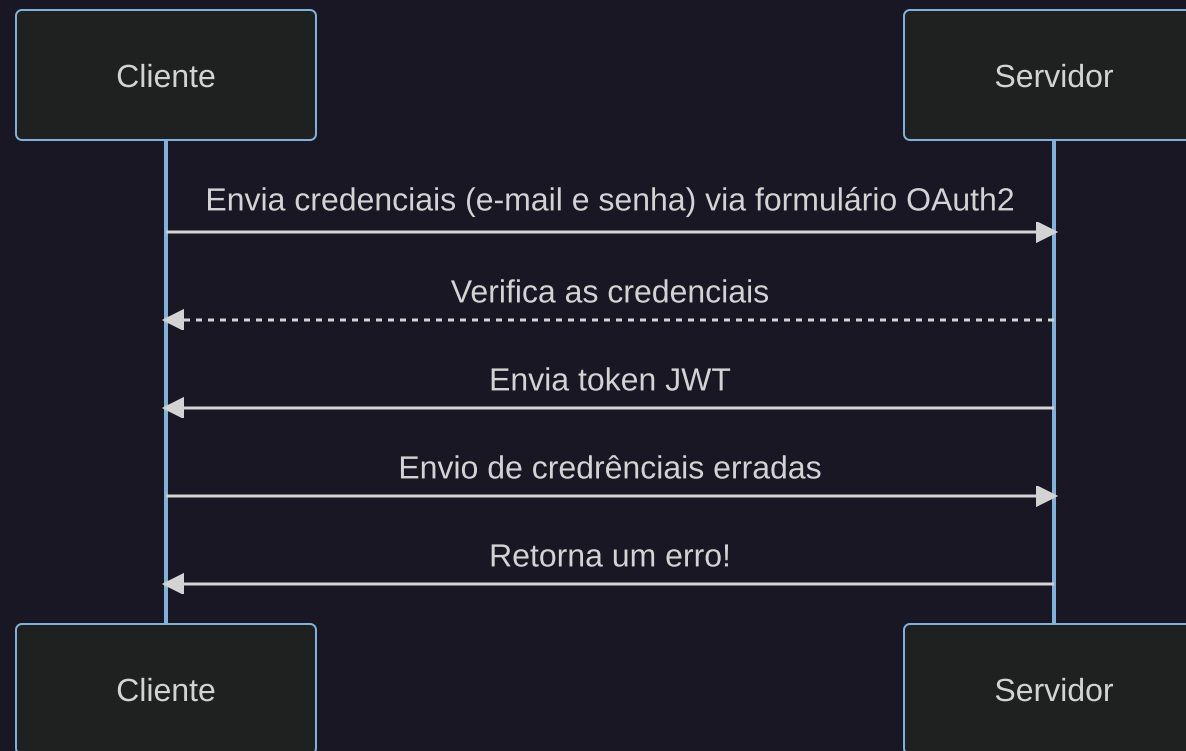 Cliente
Servidor
Envia credenciais (e-mail e senha) via formulário OAuth2
Verifica as credenciais
Envia token JWT
Envio de credrênciais erradas
Retorna um erro!
Cliente
Servidor